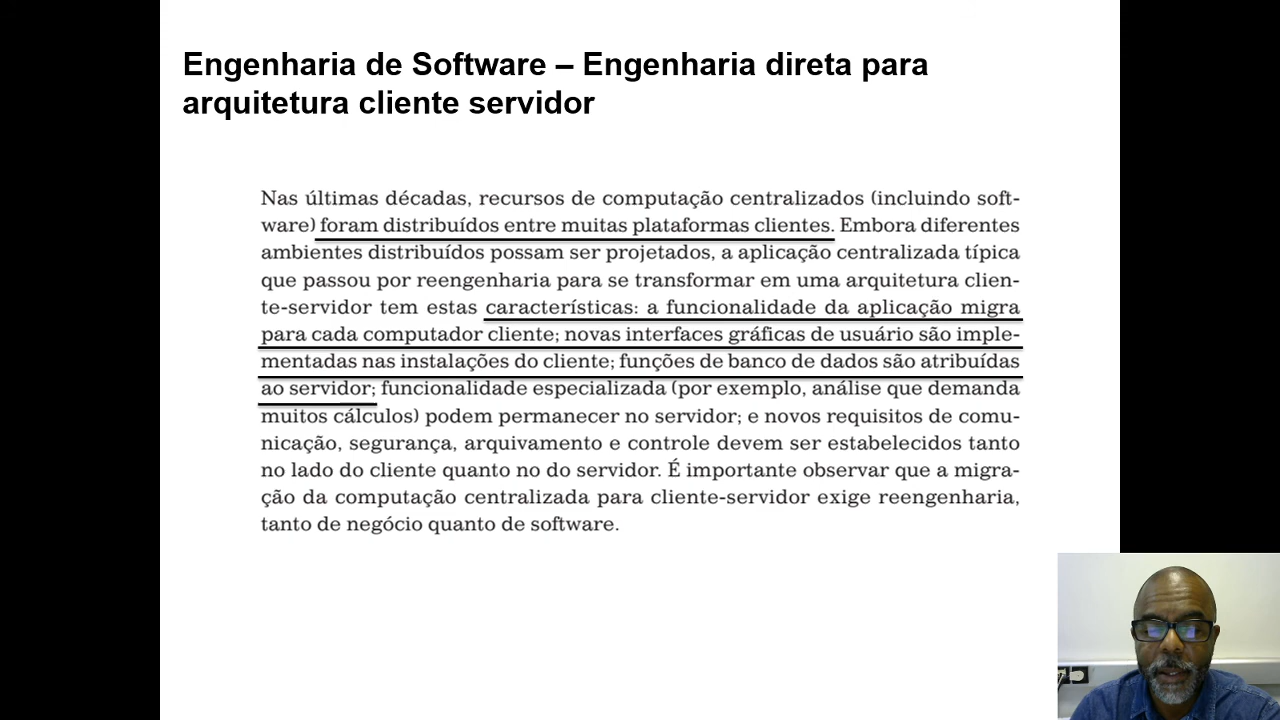 Engenharia de Software – Engenharia direta para
arquitetura cliente servidor
Nas últimas décadas, recursos de computação centralizados (incluindo soft-
ware) foram distribuídos entre muitas plataformas clientes. Embora diferentes
ambientes distribuídos possam ser projetados, a aplicação centralizada típica
que passou por reengenharia para se transformar em uma arquitetura clien-
te-servidor tem estas características: a funcionalidade da aplicação migra
para cada computador cliente; novas interfaces gráficas de usuário são imple-
mentadas nas instalações do cliente; funções de banco de dados são atribuídas
ao servidor; funcionalidade especializada (por exemplo, análise que demanda
muitos cálculos) podem permanecer no servidor; e novos requisitos de comu-
nicação, segurança, arquivamento e controle devem ser estabelecidos tanto
no lado do cliente quanto no do servidor. É importante observar que a migra-
ção da computação centralizada para cliente-servidor exige reengenharia,
tanto de negócio quanto de software.